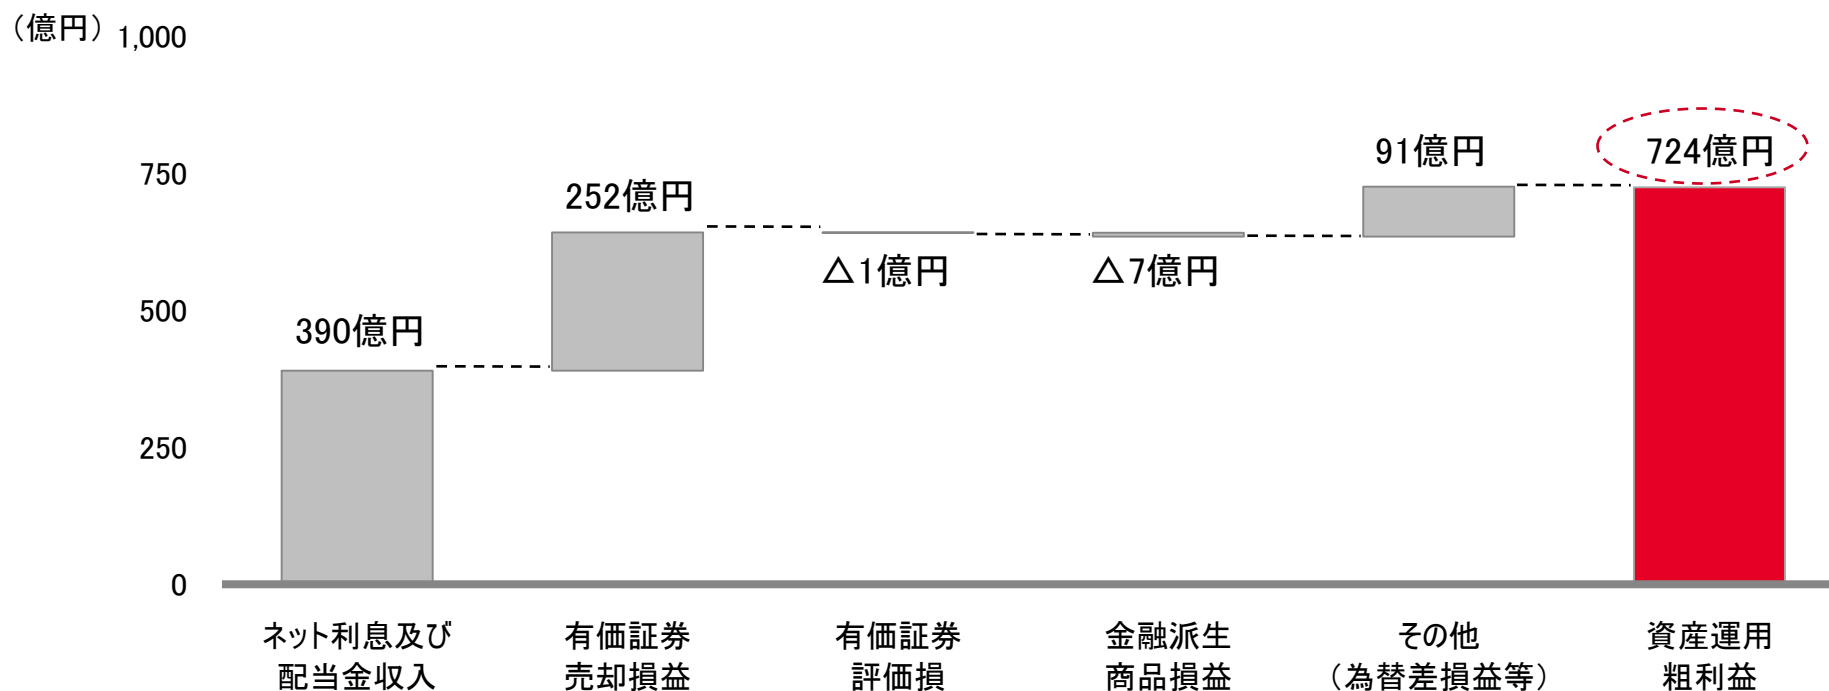 （億円）
1,000
750
500
250
0
390億円
252億円
△1億円
△7億円
91億円
724億円
ネット利息及び
配当金収入
有価証券
売却損益
有価証券
評価損
金融派生
商品損益
その他
（為替差損益等）
資産運用
粗利益